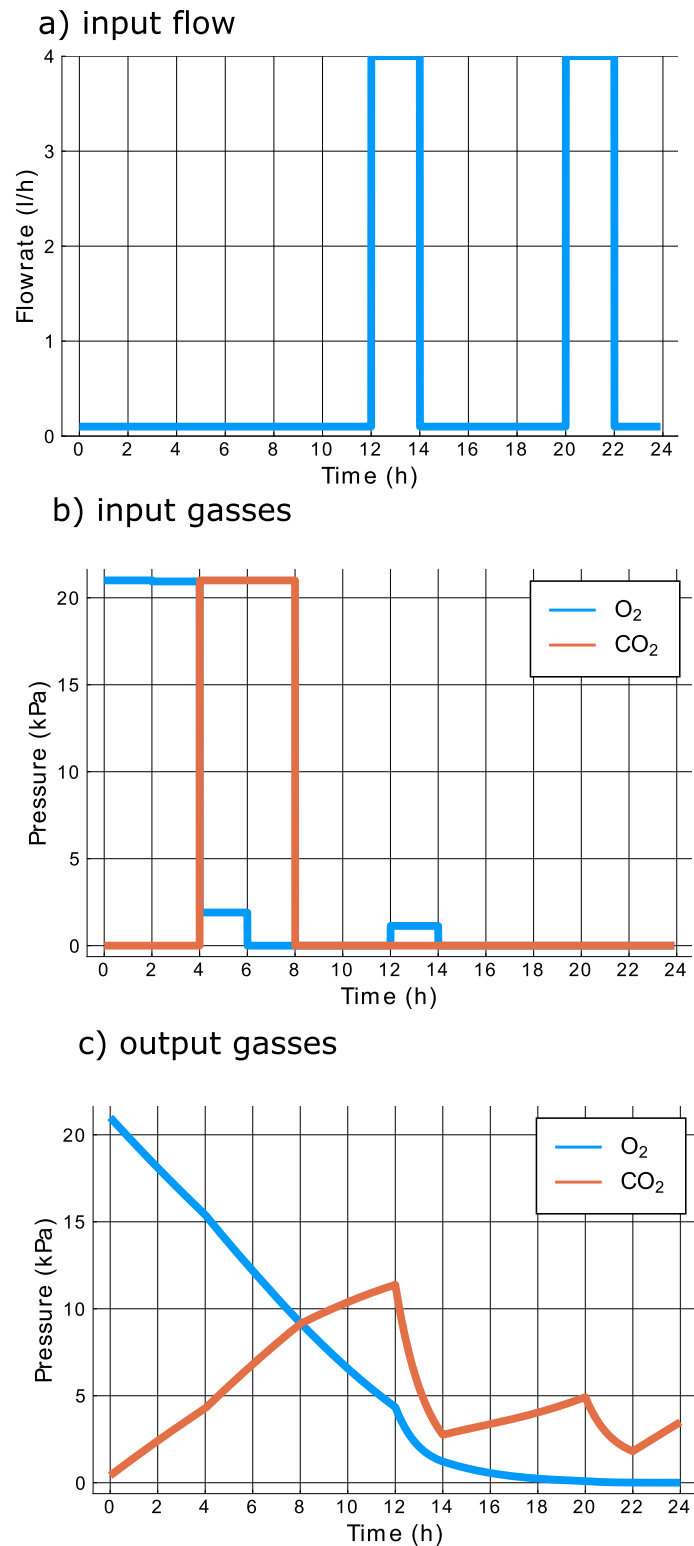 a) input flow
4
3
2
1
0
Flowrate (l/h)
0 2 4 6 8 10 12 14 16 18 20 22 24
Time (h)
b) input gasses
20
15
10
5
0
Pressure (kPa)
O₂
CO₂
0 2 4 6 8 10 12 14 16 18 20 22 24
Time (h)
c) output gasses
20
15
10
5
0
Pressure (kPa)
O₂
CO₂
0 2 4 6 8 10 12 14 16 18 20 22 24
Time (h)